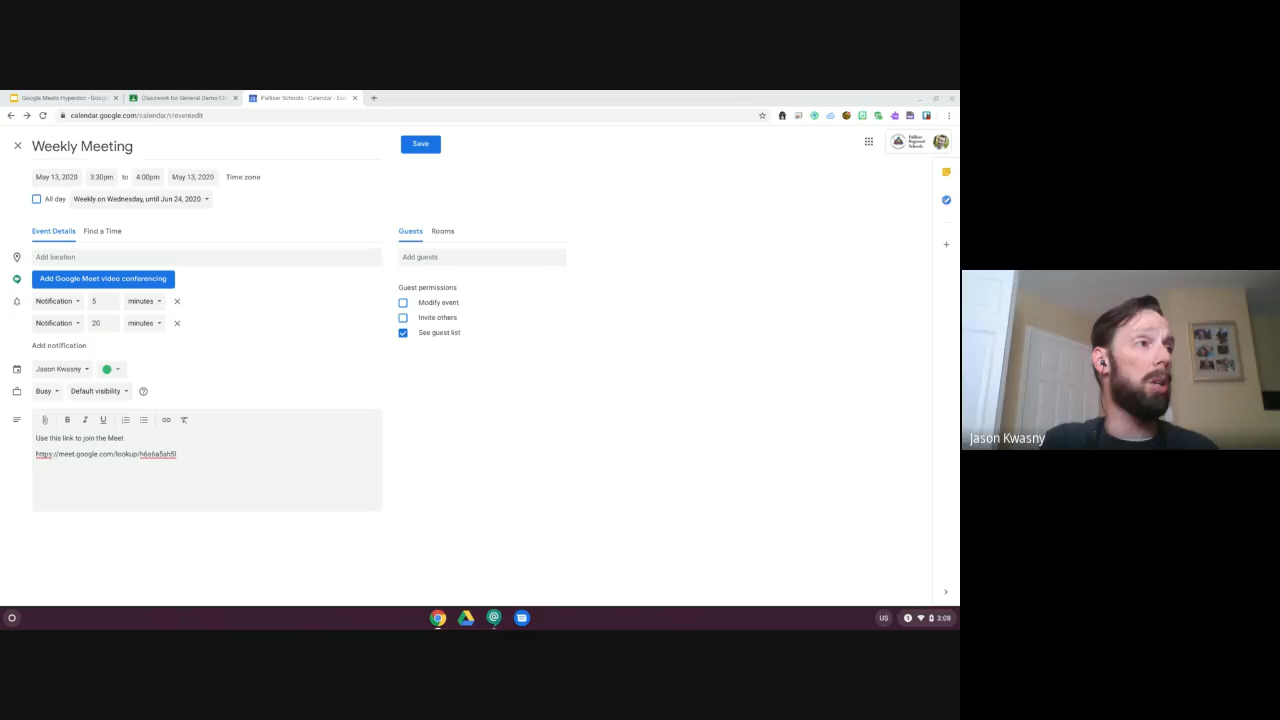 Google Meets Hyperdoc - Googl
Classwork for General Demo Cl
Palliser Schools - Calendar - Eve
calendar.google.com/calendar/r/eventedit
Weekly Meeting
Save
Palliser Regional Schools
May 13, 2020 3:30pm to 4:00pm May 13, 2020 Time zone
All day Weekly on Wednesday, until Jun 24, 2020
Event Details Find a Time
Guests Rooms
Add location
Add guests
Add Google Meet video conferencing
Guest permissions
Notification 5 minutes
Modify event
Invite others
Notification 20 minutes
See guest list
Add notification
Jason Kwasny
Busy Default visibility
Use this link to join the Meet
https://meet.google.com/lookup/
US
3:08
Jason Kwasny